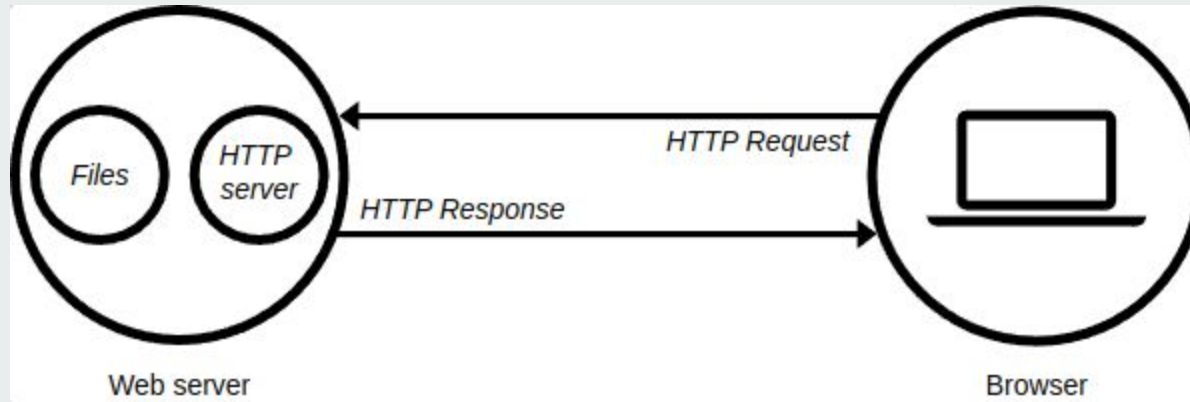 Files
HTTP
server
HTTP Request
HTTP Response
Web server
Browser